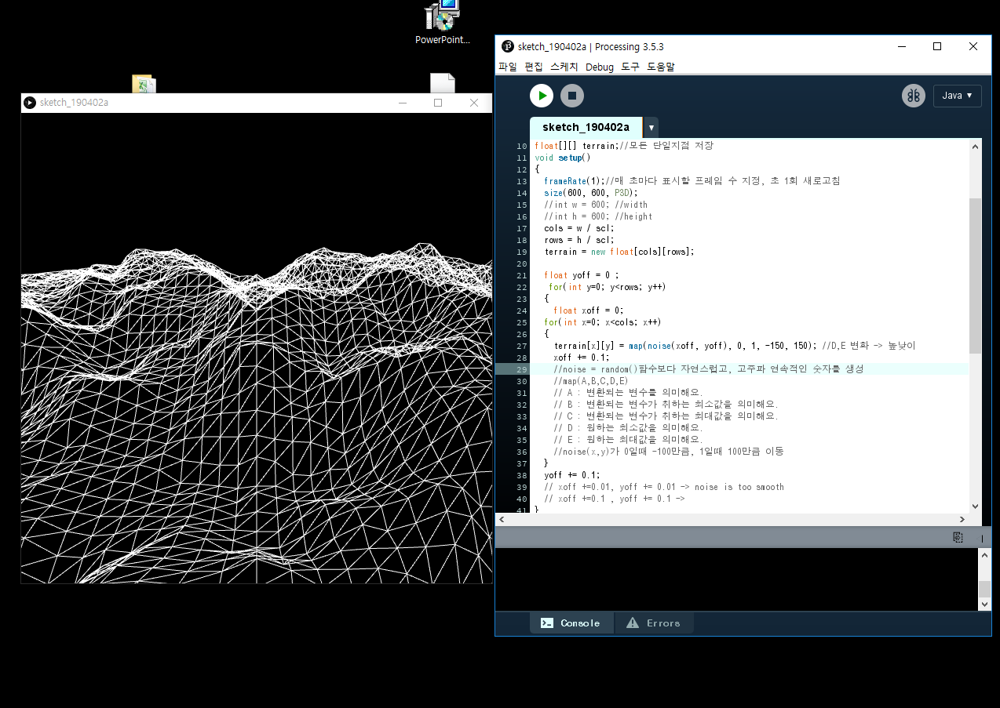 PowerPoint...
sketch_190402a
sketch_190402a | Processing 3.5.3
파일 편집 스케치 Debug 도구 도움말
Java ▼
sketch_190402a ▼
10 float[][] terrain;//모든 단일지점 저장
11 void setup()
12 {
13 frameRate(1);//매 초마다 표시할 프레임 수 지정, 초 1회 새로고침
14 size(600, 600, P3D);
15 //int w = 600; //width
16 //int h = 600; //height
17 cols = w / scl;
18 rows = h / scl;
19 terrain = new float[cols][rows];
20
21 float yoff = 0 ;
22 for(int y=0; y<rows; y++)
23 {
24 float xoff = 0;
25 for(int x=0; x<cols; x++)
26 {
27 terrain[x][y] = map(noise(xoff, yoff), 0, 1, -150, 150); //D,E 변화 -> 높낮이
28 xoff += 0.1;
29 //noise = random()함수보다 자연스럽고, 고주파 연속적인 숫자를 생성
30 //map(A,B,C,D,E)
31 // A : 변환되는 변수를 의미해요.
32 // B : 변환되는 변수가 취하는 최소값을 의미해요.
33 // C : 변환되는 변수가 취하는 최대값을 의미해요.
34 // D : 원하는 최소값을 의미해요.
35 // E : 원하는 최대값을 의미해요.
36 //noise(x,y)가 0일때 -100만큼, 1일때 100만큼 이동
37 }
38 yoff += 0.1;
39 // xoff +=0.01, yoff += 0.01 -> noise is too smooth
40 // xoff +=0.1 , yoff += 0.1 ->
41 }
Console
Errors